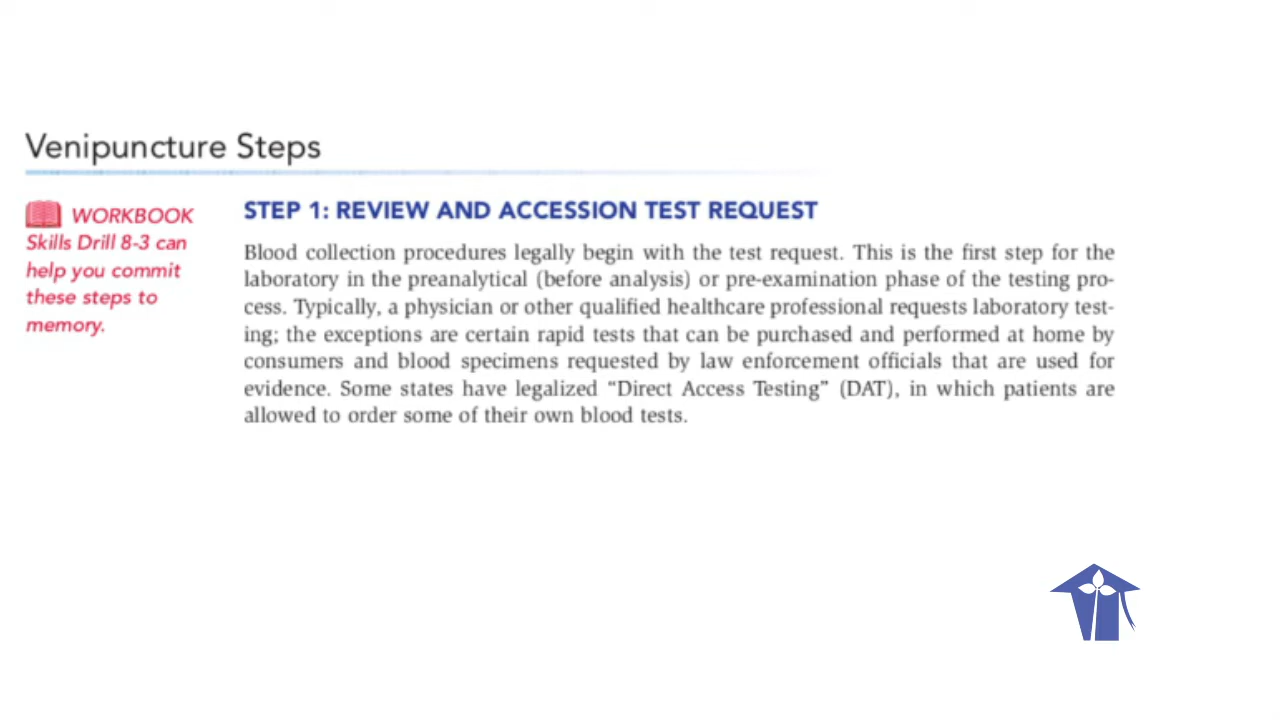 Venipuncture Steps
WORKBOOK
Skills Drill 8-3 can
help you commit
these steps to
memory.
STEP 1: REVIEW AND ACCESSION TEST REQUEST
Blood collection procedures legally begin with the test request. This is the first step for the
laboratory in the preanalytical (before analysis) or pre-examination phase of the testing pro-
cess. Typically, a physician or other qualified healthcare professional requests laboratory test-
ing; the exceptions are certain rapid tests that can be purchased and performed at home by
consumers and blood specimens requested by law enforcement officials that are used for
evidence. Some states have legalized “Direct Access Testing” (DAT), in which patients are
allowed to order some of their own blood tests.